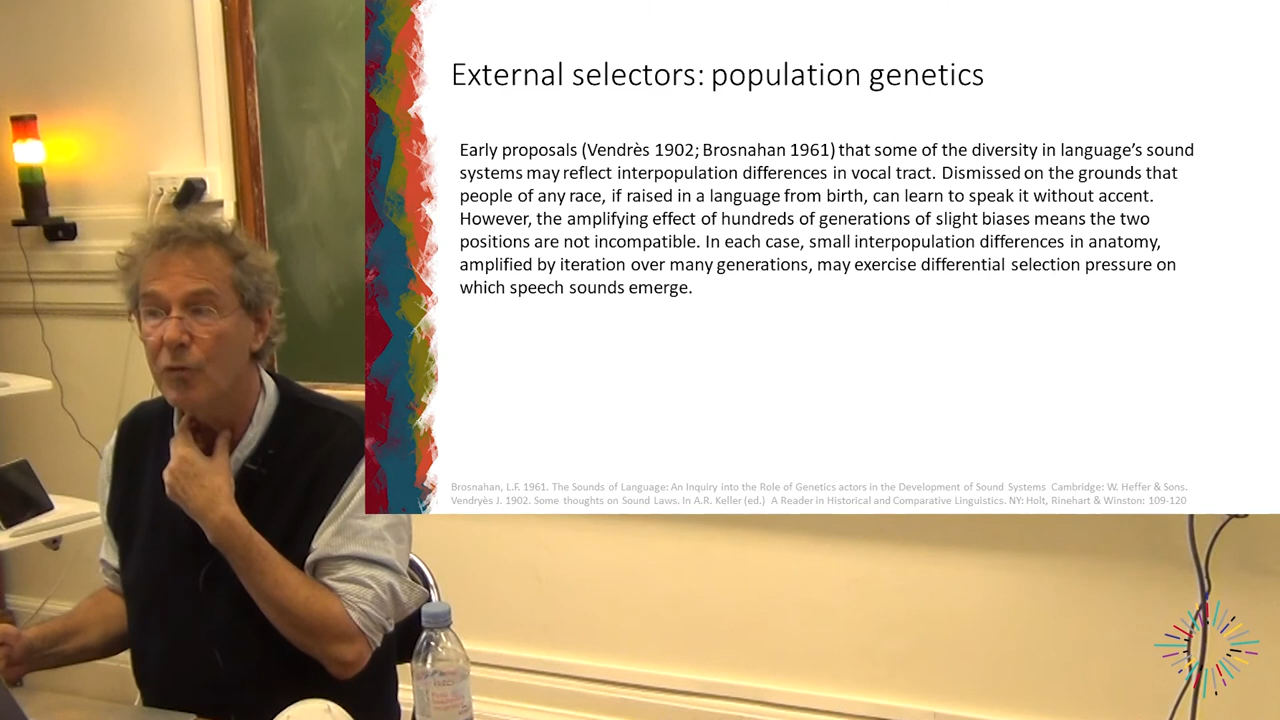 External selectors: population genetics
Early proposals (Vendrès 1902; Brosnahan 1961) that some of the diversity in language’s sound
systems may reflect interpopulation differences in vocal tract. Dismissed on the grounds that
people of any race, if raised in a language from birth, can learn to speak it without accent.
However, the amplifying effect of hundreds of generations of slight biases means the two
positions are not incompatible. In each case, small interpopulation differences in anatomy,
amplified by iteration over many generations, may exercise differential selection pressure on
which speech sounds emerge.
Brosnahan, L.F. 1961. The Sounds of Language: An Inquiry into the Role of Genetics actors in the Development of Sound Systems Cambridge: W. Heffer & Sons.
Vendryès J. 1902. Some thoughts on Sound Laws. In A.R. Keller (ed.) A Reader in Historical and Comparative Linguistics. NY: Holt, Rinehart & Winston: 109-120